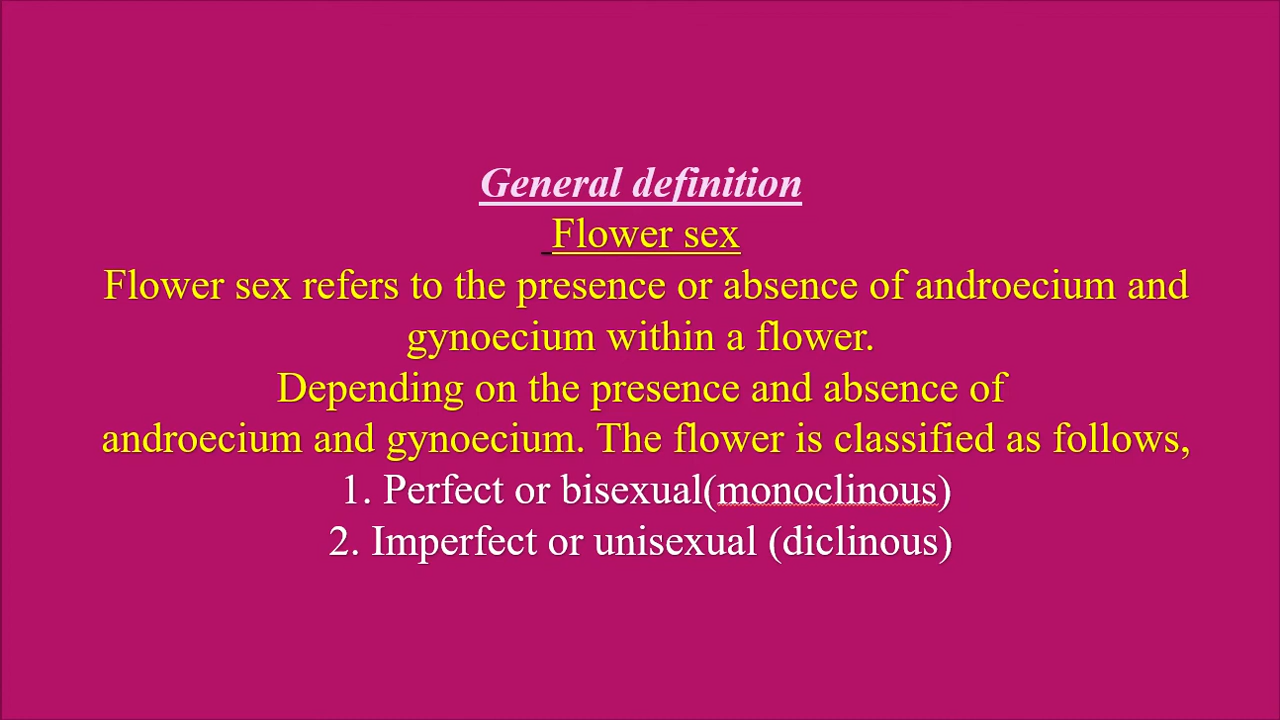 General definition
Flower sex
Flower sex refers to the presence or absence of androecium and
gynoecium within a flower.
Depending on the presence and absence of
androecium and gynoecium. The flower is classified as follows,
1. Perfect or bisexual(monoclinous)
2. Imperfect or unisexual (diclinous)